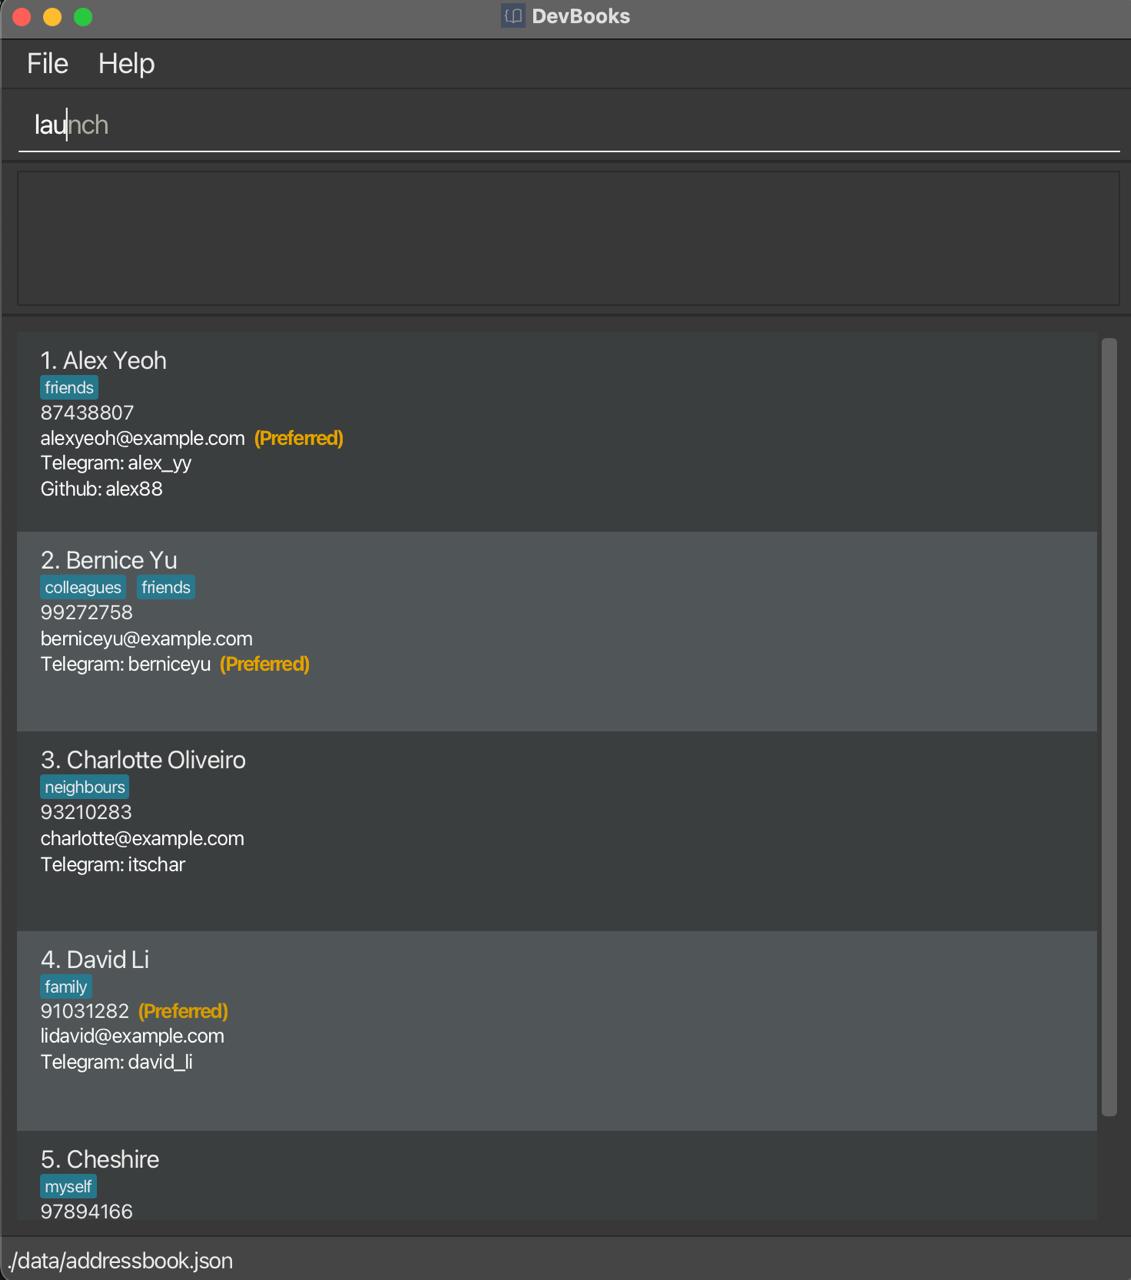 DevBooks
File Help
launch
1. Alex Yeoh
friends
87438807
alexyeoh@example.com (Preferred)
Telegram: alex_yy
Github: alex88
2. Bernice Yu
colleagues friends
99272758
berniceyu@example.com
Telegram: berniceyu (Preferred)
3. Charlotte Oliveiro
neighbours
93210283
charlotte@example.com
Telegram: itschar
4. David Li
family
91031282 (Preferred)
lidavid@example.com
Telegram: david_li
5. Cheshire
myself
97894166
./data/addressbook.json